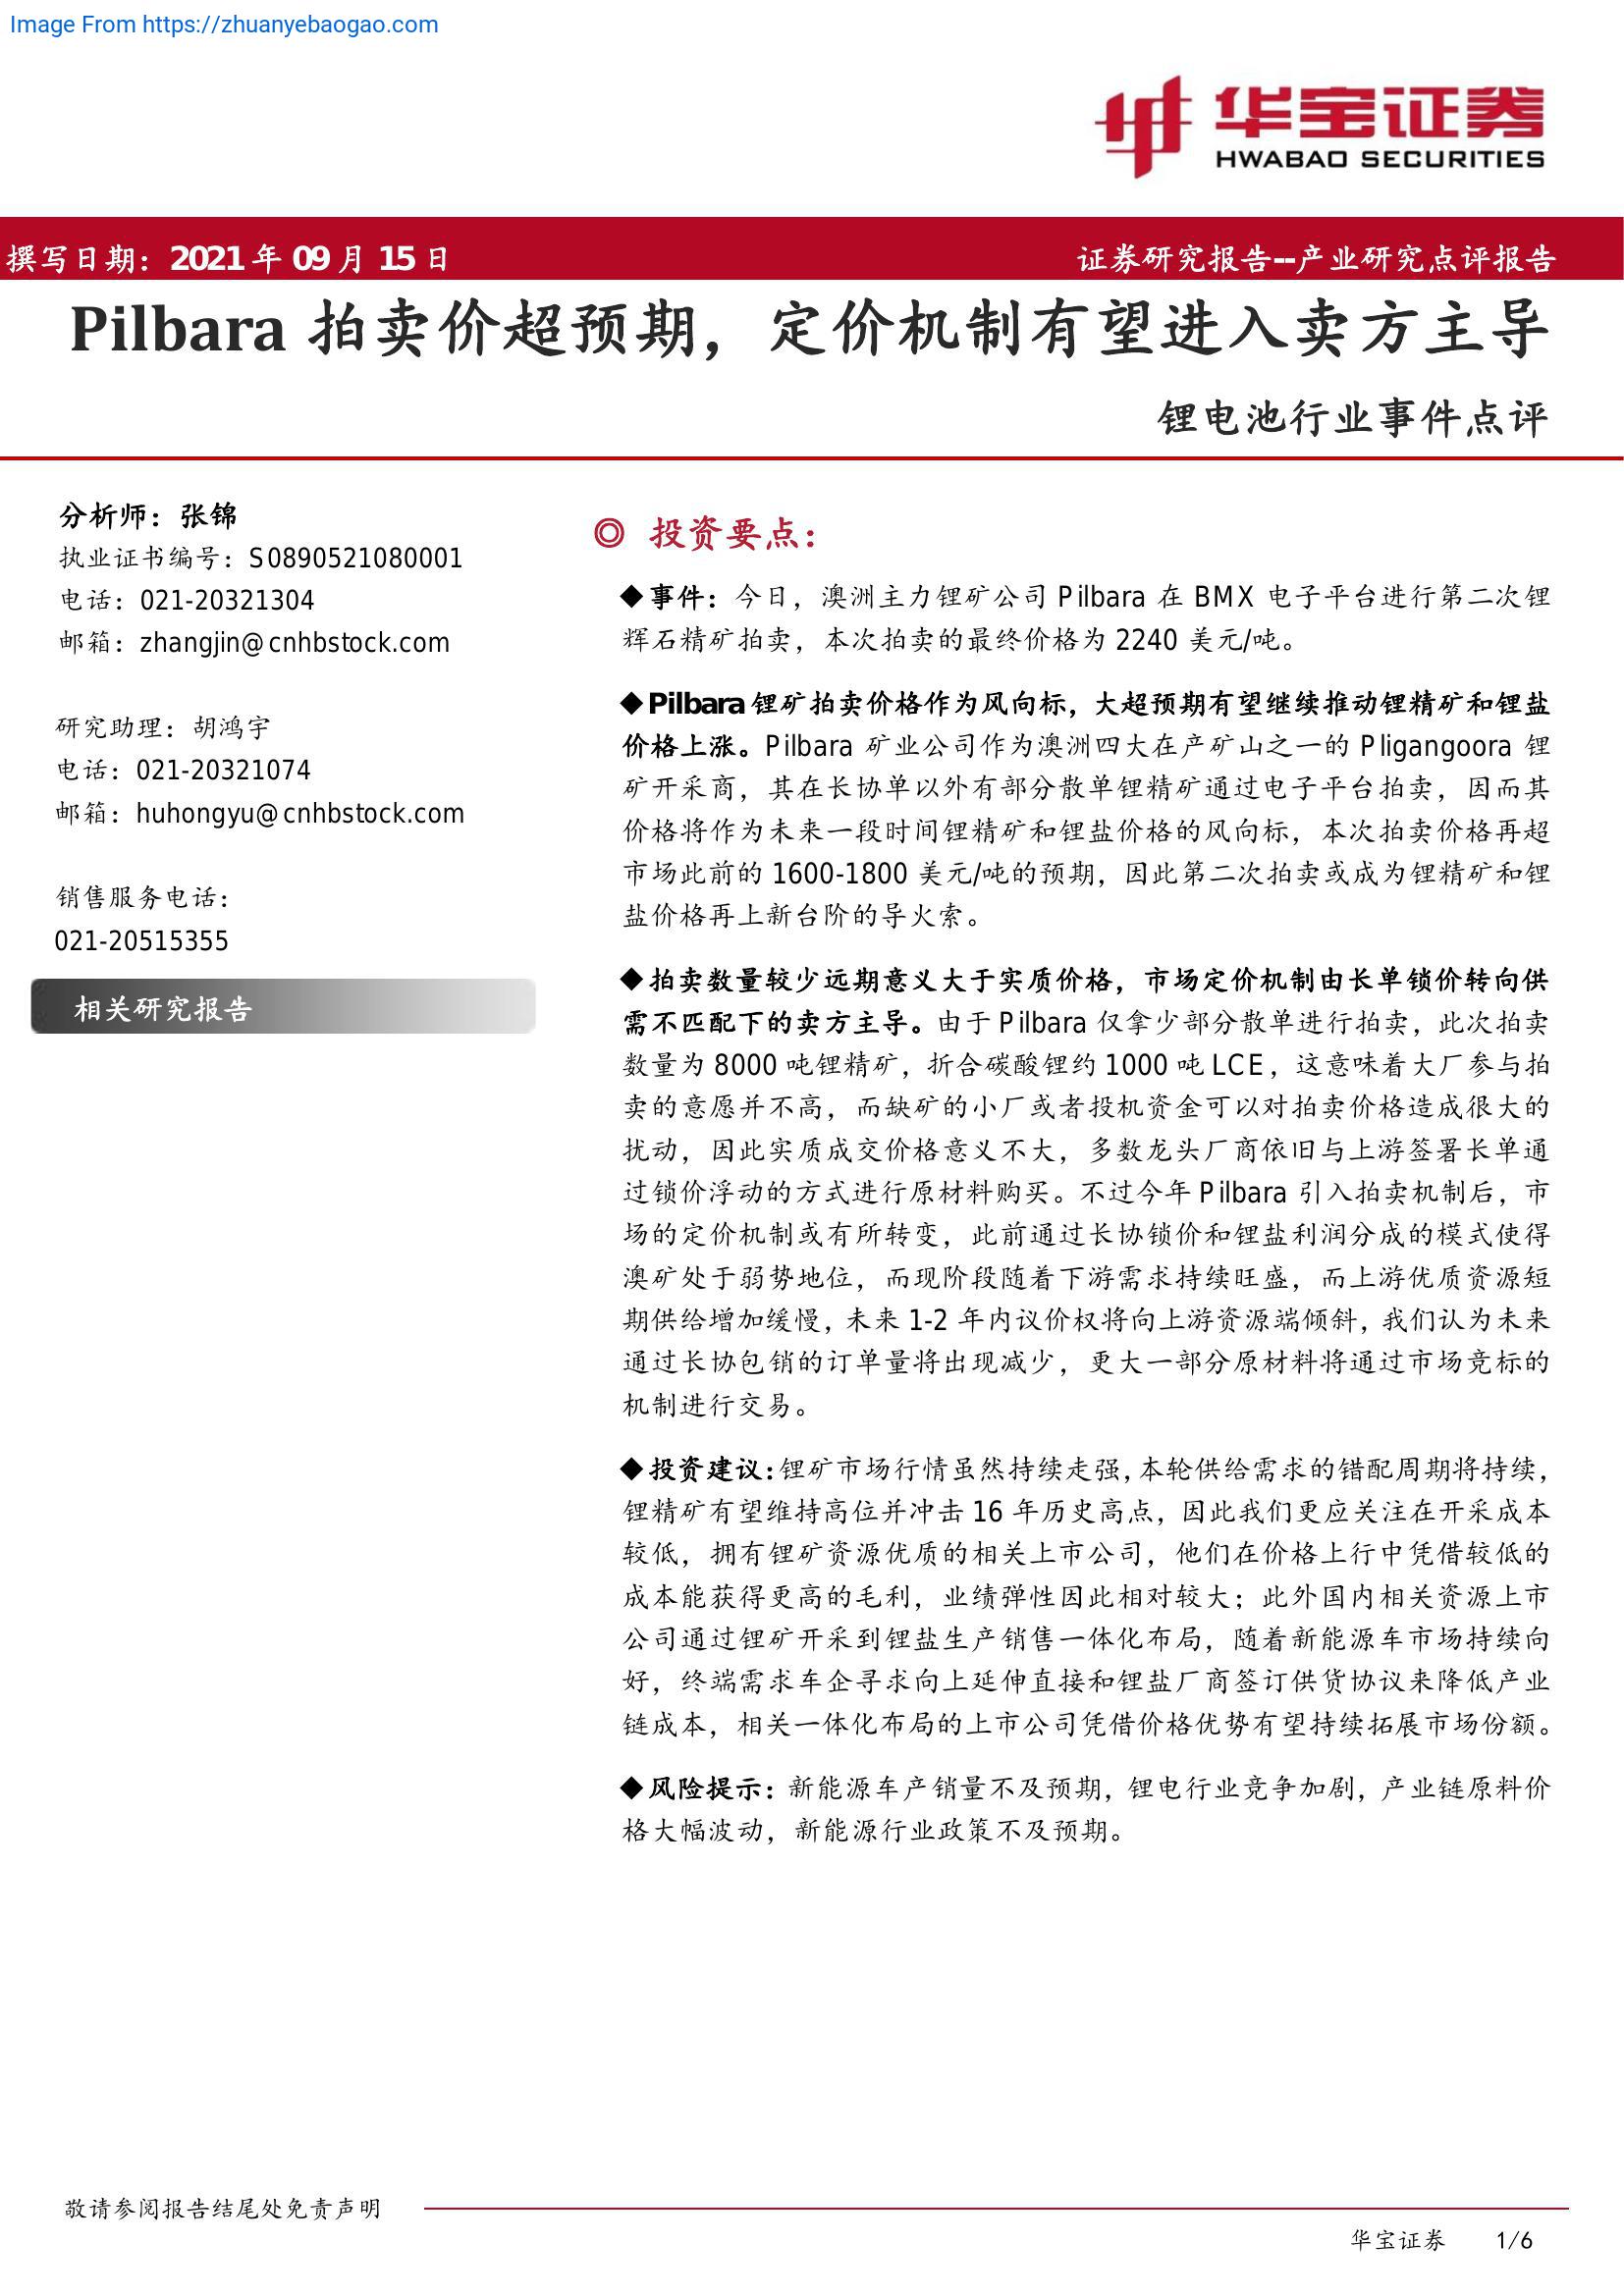 Image From https://zhuanyebaogao.com
华宝证券
HWABAO SECURITIES
撰写日期：2021 年 09 月 15 日
证券研究报告--产业研究点评报告
Pilbara 拍卖价超预期，定价机制有望进入卖方主导
锂电池行业事件点评
分析师：张锦
执业证书编号：S0890521080001
电话：021-20321304
邮箱：zhangjin@cnhbstock.com
研究助理：胡鸿宇
电话：021-20321074
邮箱：huhongyu@cnhbstock.com
销售服务电话：
021-20515355
相关研究报告
◎ 投资要点：
◆事件：今日，澳洲主力锂矿公司 Pilbara 在 BMX 电子平台进行第二次锂
辉石精矿拍卖，本次拍卖的最终价格为 2240 美元/吨。
◆Pilbara 锂矿拍卖价格作为风向标，大超预期有望继续推动锂精矿和锂盐
价格上涨。Pilbara 矿业公司作为澳洲四大在产矿山之一的 Pligangoora 锂
矿开采商，其在长协单以外有部分散单锂精矿通过电子平台拍卖，因而其
价格将作为未来一段时间锂精矿和锂盐价格的风向标，本次拍卖价格再超
市场此前的 1600-1800 美元/吨的预期，因此第二次拍卖或成为锂精矿和锂
盐价格再上新台阶的导火索。
◆拍卖数量较少远期意义大于实质价格，市场定价机制由长单锁价转向供
需不匹配下的卖方主导。由于 Pilbara 仅拿少部分散单进行拍卖，此次拍卖
数量为 8000 吨锂精矿，折合碳酸锂约 1000 吨 LCE，这意味着大厂参与拍
卖的意愿并不高，而缺矿的小厂或者投机资金可以对拍卖价格造成很大的
扰动，因此实质成交价格意义不大，多数龙头厂商依旧与上游签署长单通
过锁价浮动的方式进行原材料购买。不过今年 Pilbara 引入拍卖机制后，市
场的定价机制或有所转变，此前通过长协锁价和锂盐利润分成的模式使得
澳矿处于弱势地位，而现阶段随着下游需求持续旺盛，而上游优质资源短
期供给增加缓慢，未来 1-2 年内议价权将向上游资源端倾斜，我们认为未来
通过长协包销的订单量将出现减少，更大一部分原材料将通过市场竞标的
机制进行交易。
◆投资建议：锂矿市场行情虽然持续走强，本轮供给需求的错配周期将持续，
锂精矿有望维持高位并冲击 16 年历史高点，因此我们更应关注在开采成本
较低，拥有锂矿资源优质的相关上市公司，他们在价格上行中凭借较低的
成本能获得更高的毛利，业绩弹性因此相对较大；此外国内相关资源上市
公司通过锂矿开采到锂盐生产销售一体化布局，随着新能源车市场持续向
好，终端需求车企寻求向上延伸直接和锂盐厂商签订供货协议来降低产业
链成本，相关一体化布局的上市公司凭借价格优势有望持续拓展市场份额。
◆风险提示：新能源车产销量不及预期，锂电行业竞争加剧，产业链原料价
格大幅波动，新能源行业政策不及预期。
敬请参阅报告结尾处免责声明
华宝证券 1/6